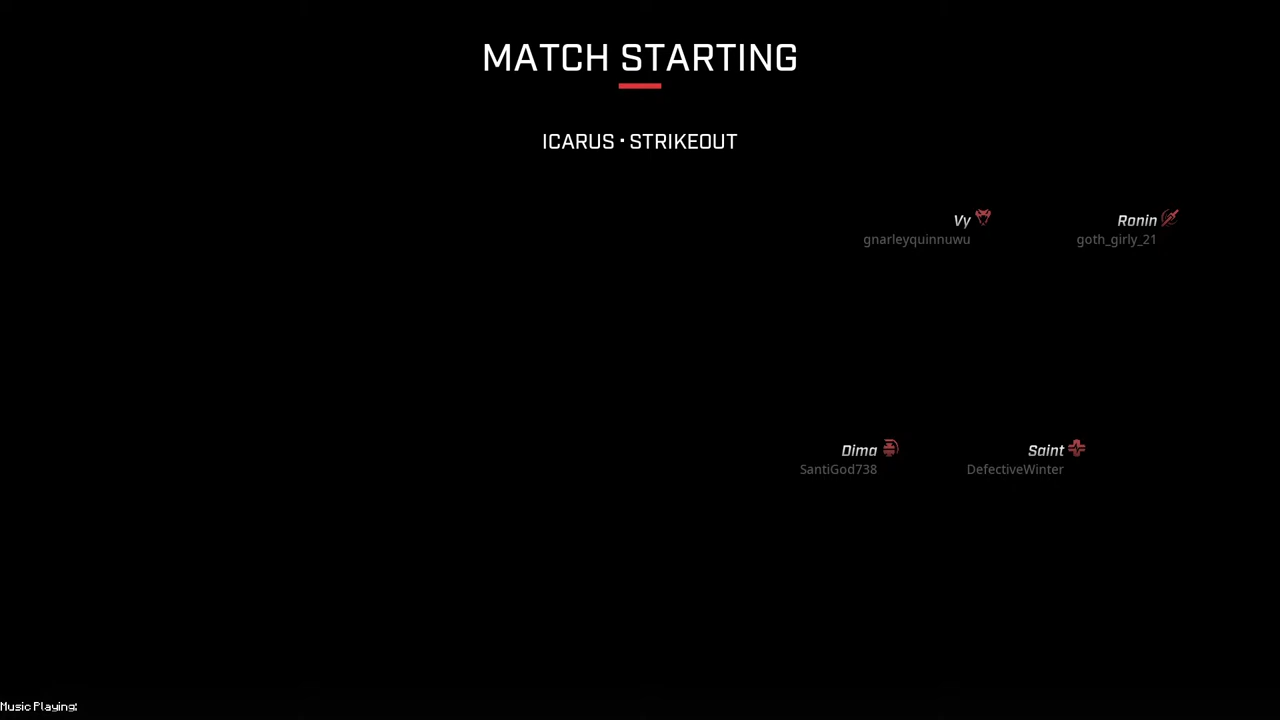 MATCH STARTING
ICARUS · STRIKEOUT
Vy
gnarleyquinnuwu
Ronin
goth_girly_21
Dima
SantiGod738
Saint
DefectiveWinter
Music Playing: